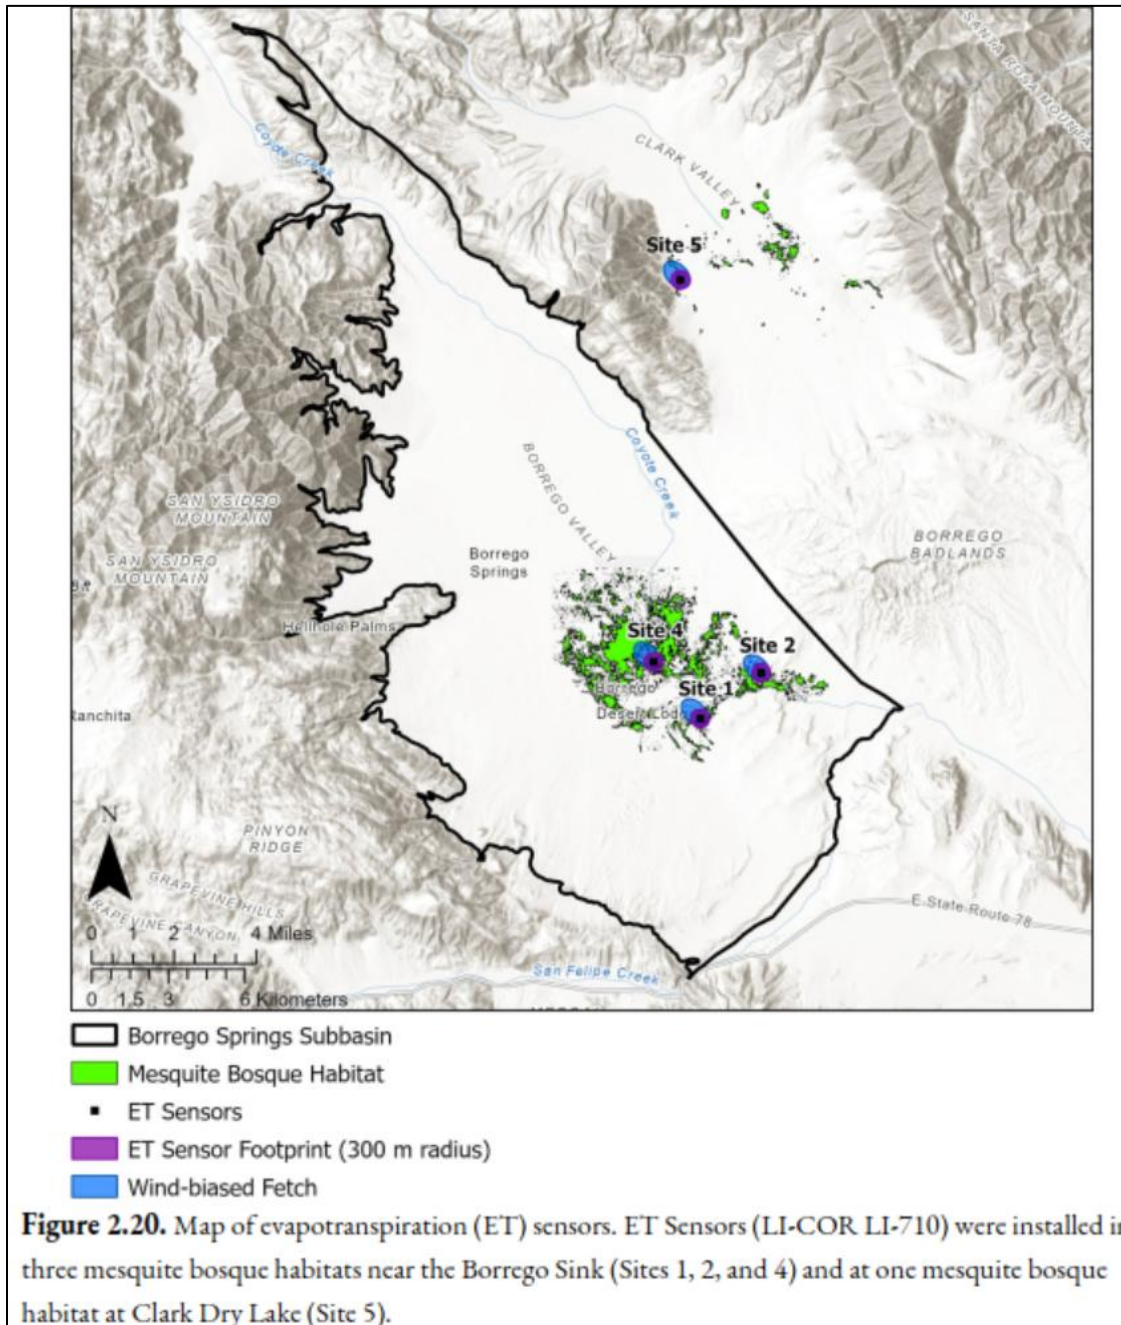 SANTA ROSA MOUNTA
Coyote Creek
CLARK VALLEY
Site 5
Coyote Creek
BORREGO VALLEY
SAN YSIDRO
MOUNTAIN
BORREGO
BADLANDS
SAN YSIDRO
MOUNTAIN
Borrego
Springs
Hellhole Palms
Site 4
Site 2
Borrego
Site 1
Desert Lod
Ranchita
N
PINYON
RIDGE
GRAPEVINE HILLS
GRAPEVINE CANYON
E State Route 78
0 1 2 4 Miles
San Felipe Creek
0 1.5 3 6 Kilometers
Borrego Springs Subbasin
Mesquite Bosque Habitat
ET Sensors
ET Sensor Footprint (300 m radius)
Wind-biased Fetch
Figure 2.20. Map of evapotranspiration (ET) sensors. ET Sensors (LI-COR LI-710) were installed in
three mesquite bosque habitats near the Borrego Sink (Sites 1, 2, and 4) and at one mesquite bosque
habitat at Clark Dry Lake (Site 5).